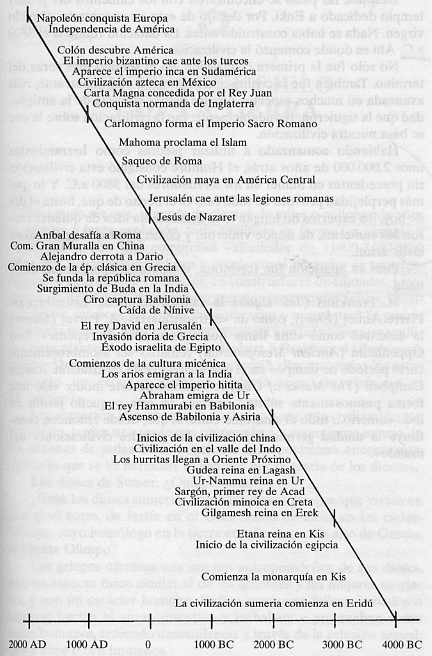 Napoleón conquista Europa
Independencia de América
Colón descubre América
El imperio bizantino cae ante los turcos
Aparece el imperio inca en Sudamérica
Civilización azteca en México
Carta Magna concedida por el Rey Juan
Conquista normanda de Inglaterra
Carlomagno forma el Imperio Sacro Romano
Mahoma proclama el Islam
Saqueo de Roma
Civilización maya en América Central
Jerusalén cae ante las legiones romanas
Jesús de Nazaret
Aníbal desafía a Roma
Com. Gran Muralla en China
Alejandro derrota a Dario
Comienzo de la ép. clásica en Grecia
Se funda la república romana
Surgimiento de Buda en la India
Ciro captura Babilonia
Caída de Nínive
El rey David en Jerusalén
Invasión doria de Grecia
Éxodo israelita de Egipto
Comienzos de la cultura micénica
Los arios emigran a la India
Aparece el imperio hitita
Abraham emigra de Ur
El rey Hammurabi en Babilonia
Ascenso de Babilonia y Asiria
Inicios de la civilización china
Civilización en el valle del Indo
Los hurritas llegan a Oriente Próximo
Gudea reina en Lagash
Ur-Nammu reina en Ur
Sargón, primer rey de Acad
Civilización minoica en Creta
Gilgamesh reina en Erek
Etana reina en Kis
Inicio de la civilización egipcia
Comienza la monarquía en Kis
La civilización sumeria comienza en Eridú
2000 AD 1000 AD 0 1000 BC 2000 BC 3000 BC 4000 BC